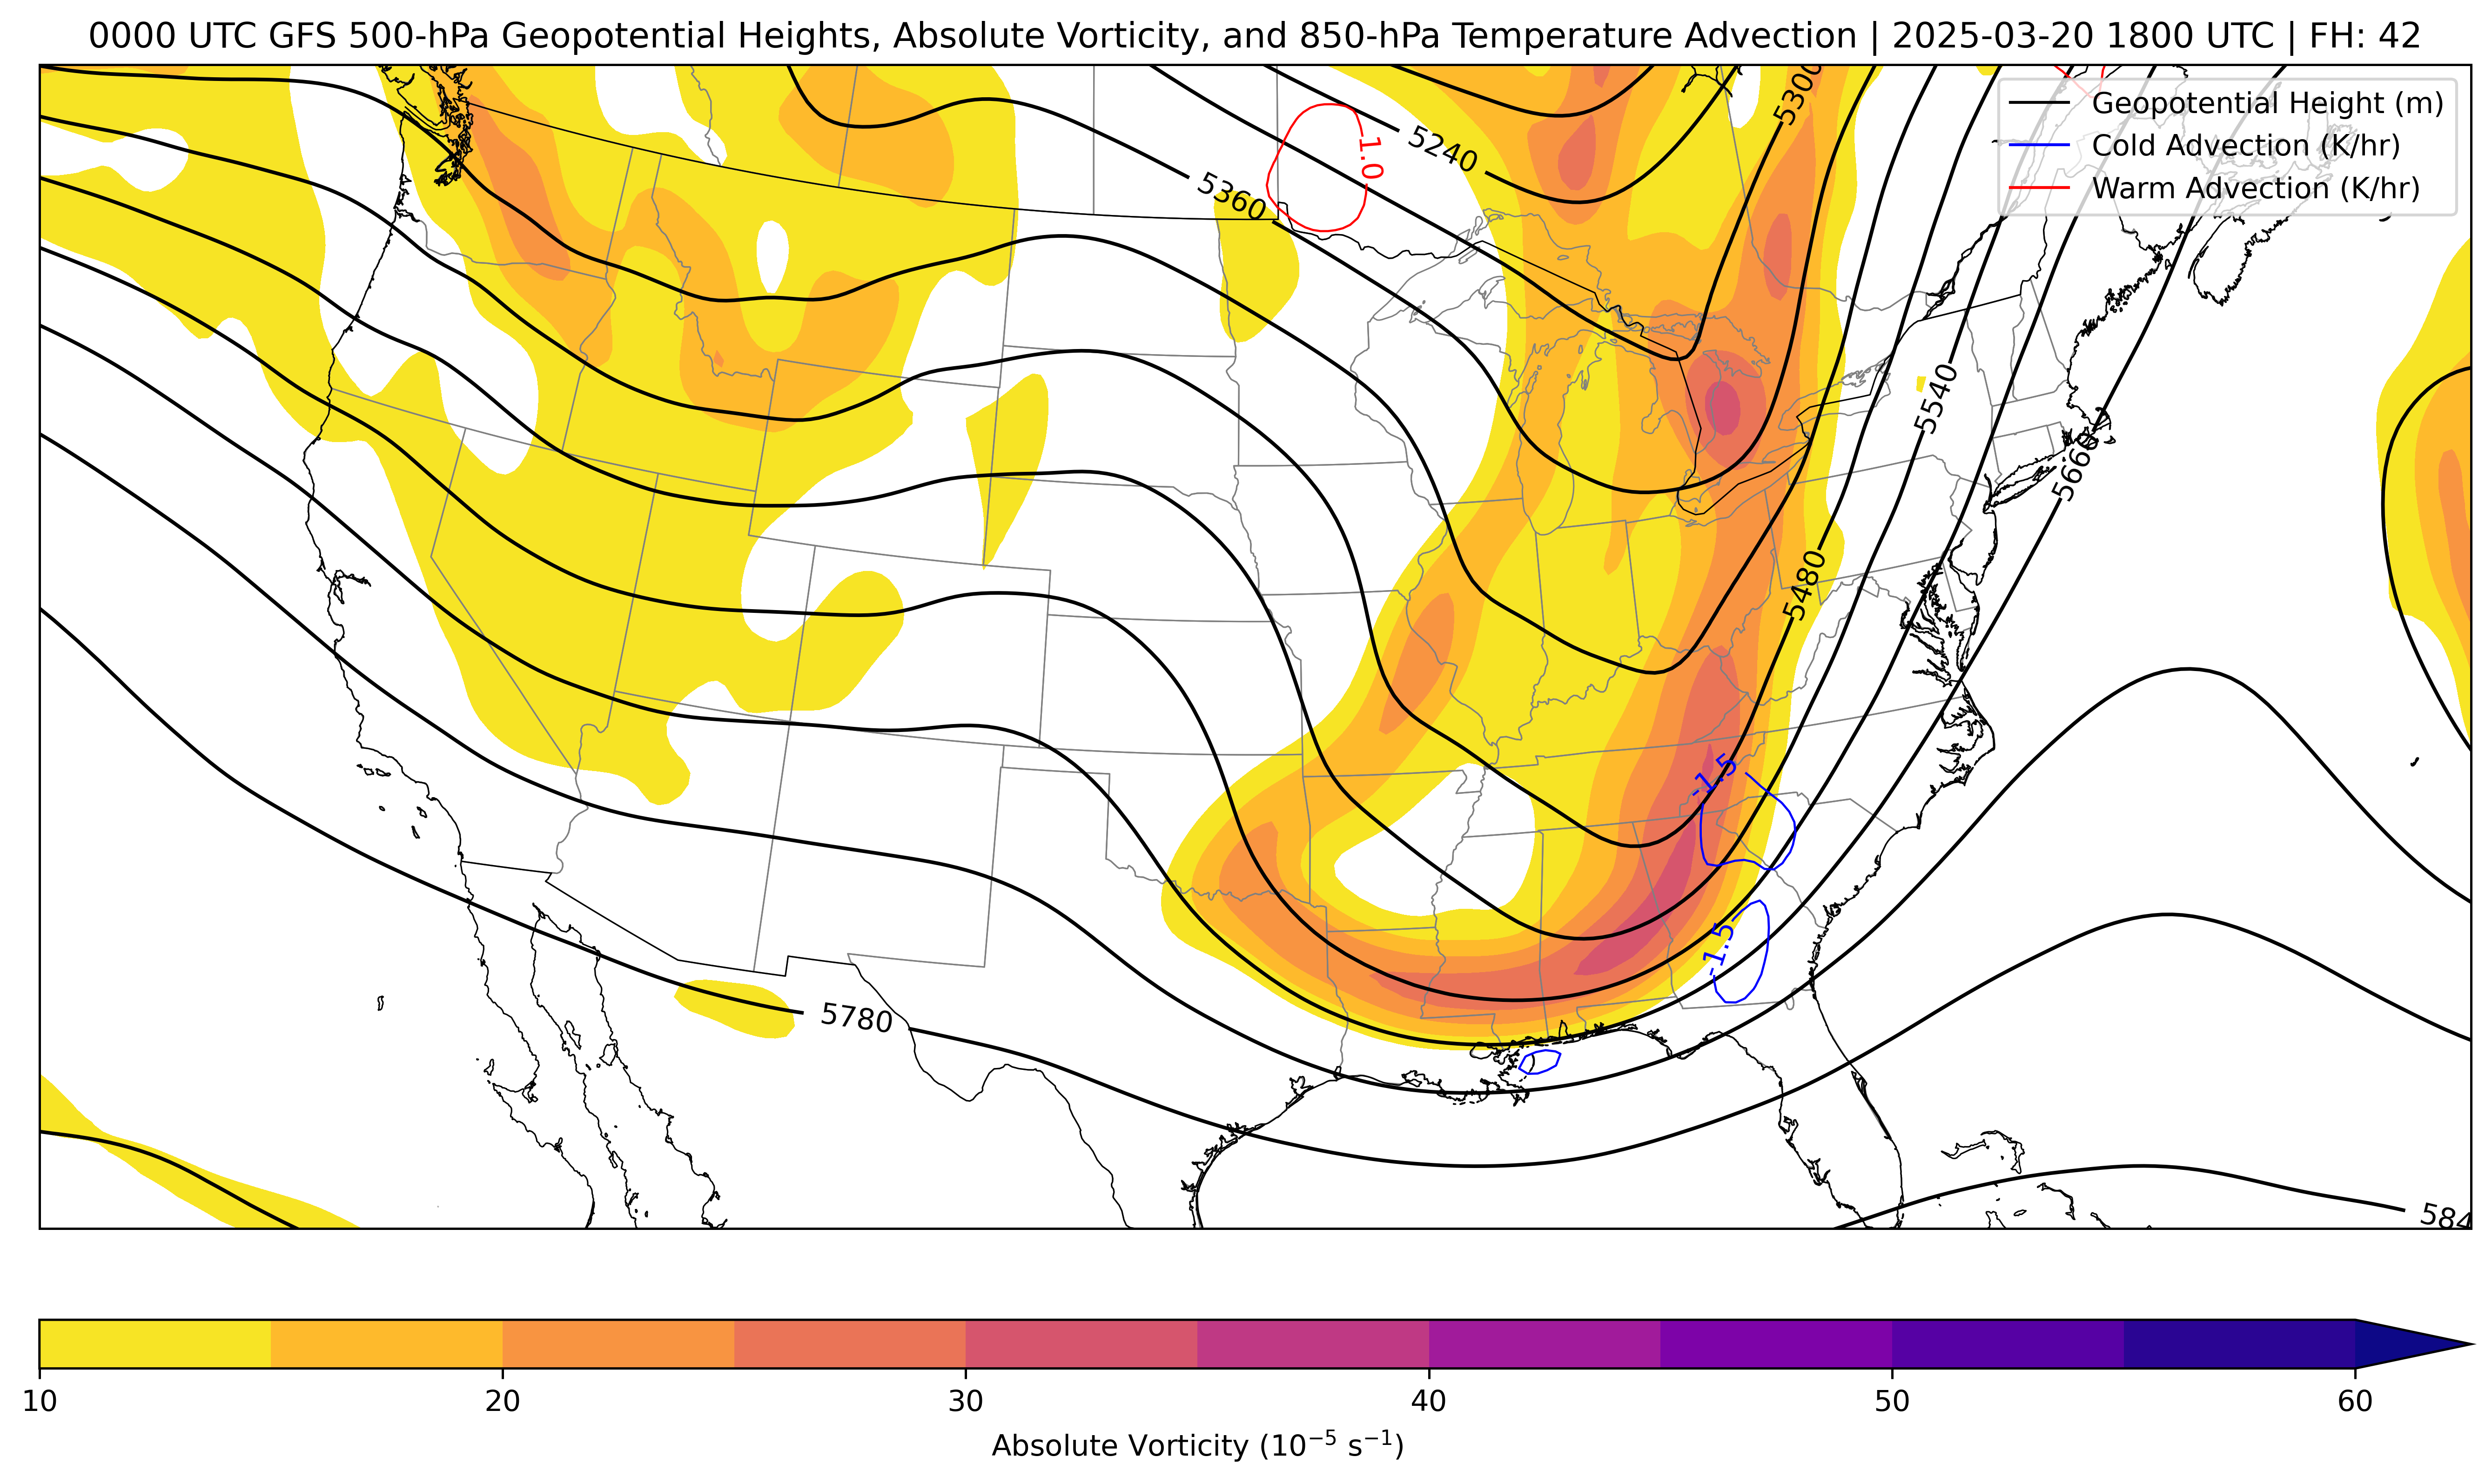 0000 UTC GFS 500-hPa Geopotential Heights, Absolute Vorticity, and 850-hPa Temperature Advection | 2025-03-20 1800 UTC | FH: 42
Geopotential Height (m)
Cold Advection (K/hr)
Warm Advection (K/hr)
5300
5240
1.0
5360
5540
5660
5480
-1.5
-1.5
5780
584
10 20 30 40 50 60
Absolute Vorticity (10⁻⁵ s⁻¹)